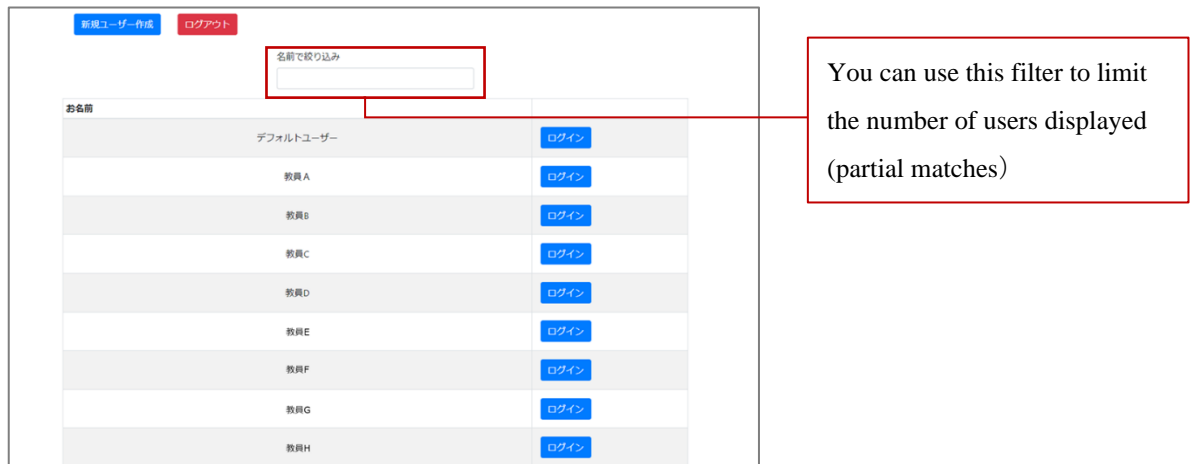 新規ユーザー作成 ログアウト
名前で絞り込み
お名前
デフォルトユーザー ログイン
教員A ログイン
教員B ログイン
教員C ログイン
教員D ログイン
教員E ログイン
教員F ログイン
教員G ログイン
教員H ログイン
You can use this filter to limit
the number of users displayed
(partial matches）